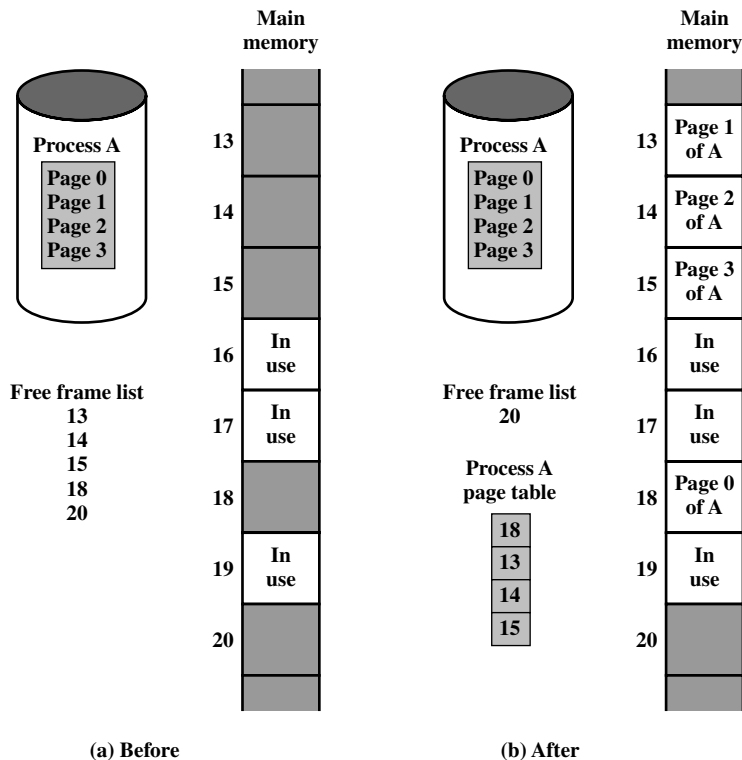 Main
memory
Process A
Page 0
Page 1
Page 2
Page 3
Free frame list
13
14
15
18
20
13
14
15
16
In
use
17
In
use
18
19
In
use
20
(a) Before
Main
memory
Process A
Page 0
Page 1
Page 2
Page 3
Free frame list
20
Process A
page table
18
13
14
15
13
Page 1
of A
14
Page 2
of A
15
Page 3
of A
16
In
use
17
In
use
18
Page 0
of A
19
In
use
20
(b) After